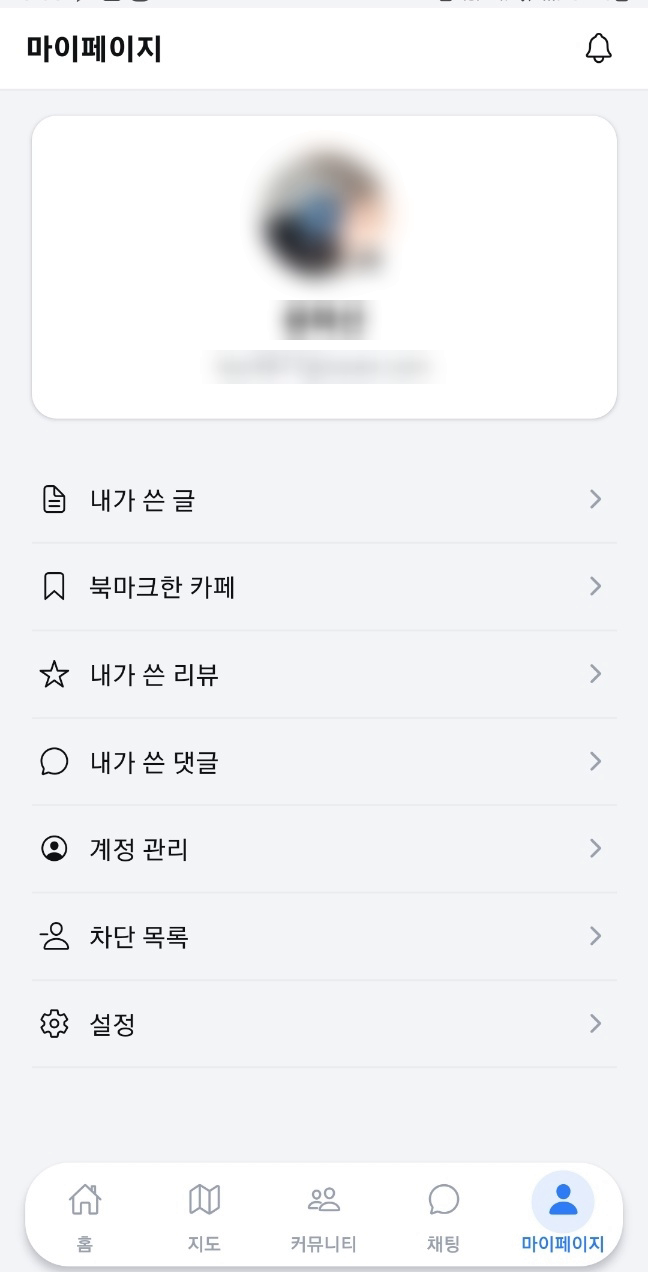 마이페이지
내가 쓴 글
북마크한 카페
내가 쓴 리뷰
내가 쓴 댓글
계정 관리
차단 목록
설정
홈
지도
커뮤니티
채팅
마이페이지